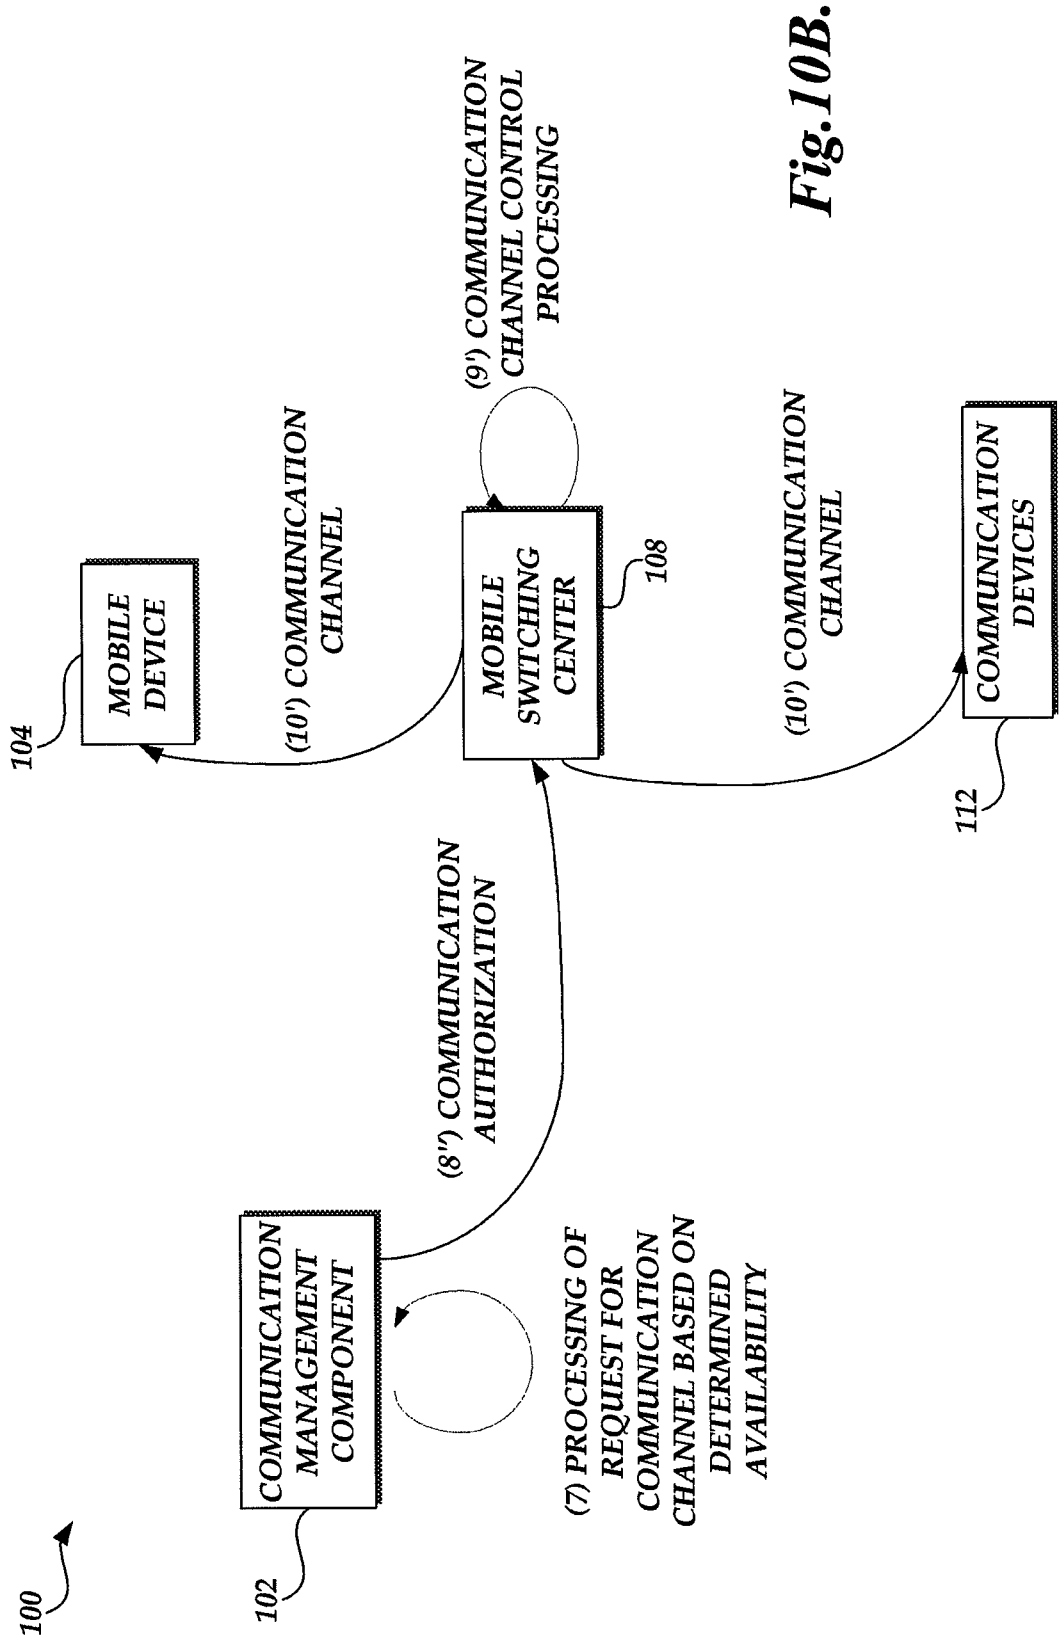 100
102
COMMUNICATION
MANAGEMENT
COMPONENT
(7) PROCESSING OF
REQUEST FOR
COMMUNICATION
CHANNEL BASED ON
DETERMINED
AVAILABILITY
(8") COMMUNICATION
AUTHORIZATION
104
MOBILE
DEVICE
(10') COMMUNICATION
CHANNEL
MOBILE
SWITCHING
CENTER
108
(9') COMMUNICATION
CHANNEL CONTROL
PROCESSING
(10') COMMUNICATION
CHANNEL
112
COMMUNICATION
DEVICES
Fig.10B.